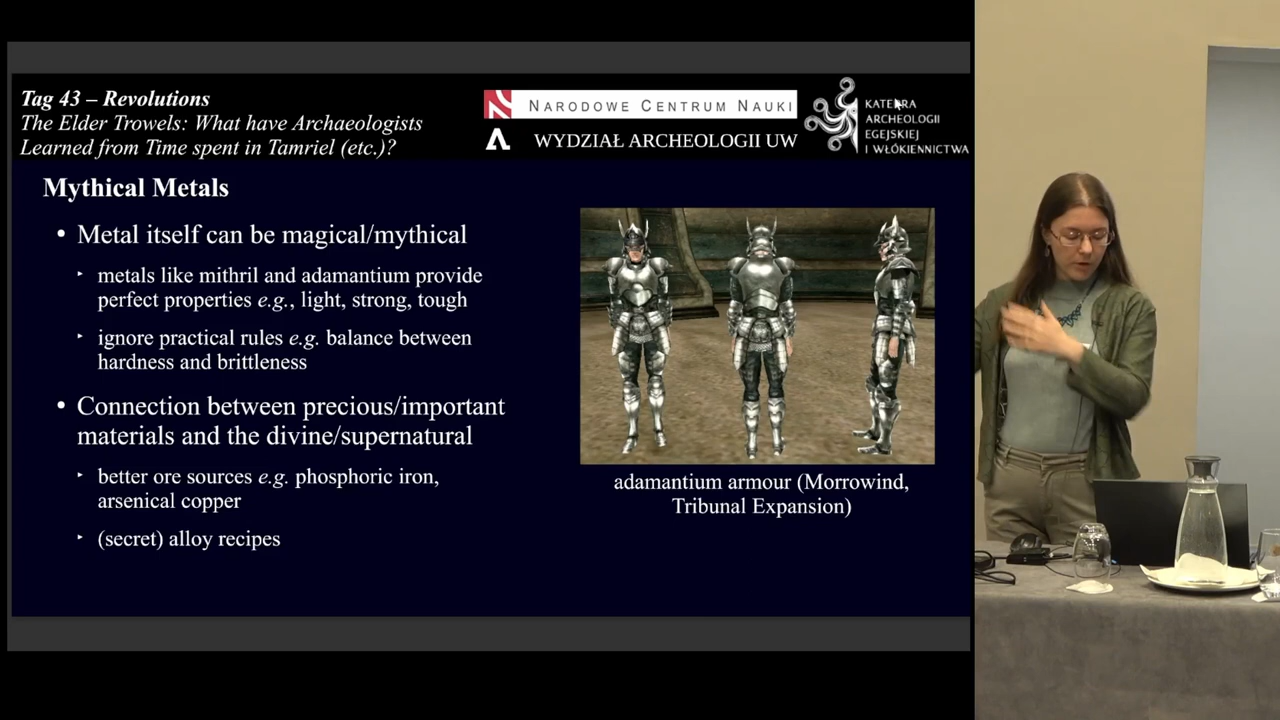 Tag 43 – Revolutions
The Elder Trowels: What have Archaeologists
Learned from Time spent in Tamriel (etc.)?
NARODOWE CENTRUM NAUKI
WYDZIAŁ ARCHEOLOGII UW
KATEDRA
ARCHEOLOGII
EGEJSKIEJ
I WŁÓKIENNICTWA
Mythical Metals
• Metal itself can be magical/mythical
‣ metals like mithril and adamantium provide
perfect properties e.g., light, strong, tough
‣ ignore practical rules e.g. balance between
hardness and brittleness
• Connection between precious/important
materials and the divine/supernatural
‣ better ore sources e.g. phosphoric iron,
arsenical copper
‣ (secret) alloy recipes
adamantium armour (Morrowind,
Tribunal Expansion)